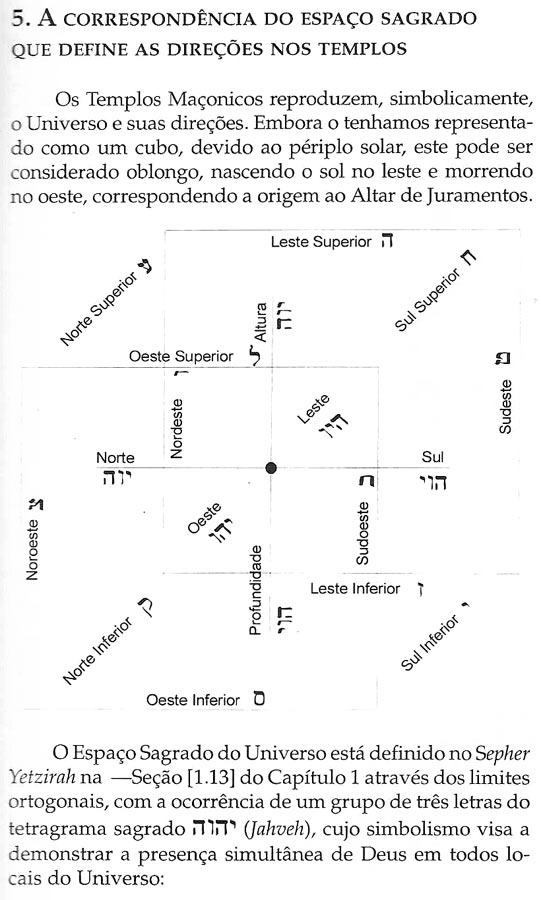 5. A CORRESPONDÊNCIA DO ESPAÇO SAGRADO
QUE DEFINE AS DIREÇÕES NOS TEMPLOS
Os Templos Maçonicos reproduzem, simbolicamente,
o Universo e suas direções. Embora o tenhamos representa-
do como um cubo, devido ao périplo solar, este pode ser
considerado oblongo, nascendo o sol no leste e morrendo
no oeste, correspondendo a origem ao Altar de Juramentos.
Leste Superior ה
Norte Superior
Sul Superior ח
Altura
Oeste Superior ל
Nordeste
Leste
Sudeste
Norte
יוה
Sul
הוי
Noroeste
Oeste
יהו
Sudoeste
Profundidade
Leste Inferior ו
Norte Inferior ק
Sul Inferior י
Oeste Inferior ס
O Espaço Sagrado do Universo está definido no Sepher
Yetzirah na —Seção [1.13] do Capítulo 1 através dos limites
ortogonais, com a ocorrência de um grupo de três letras do
tetragrama sagrado יהוה (Jahveh), cujo simbolismo visa a
demonstrar a presença simultânea de Deus em todos lo-
cais do Universo: